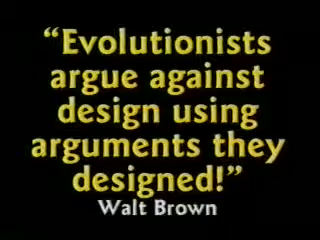 “Evolutionists
argue against
design using
arguments they
designed!”
Walt Brown